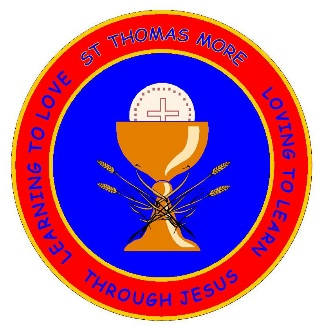 ST THOMAS MORE
LEARNING TO LOVE
LOVING TO LEARN
THROUGH JESUS